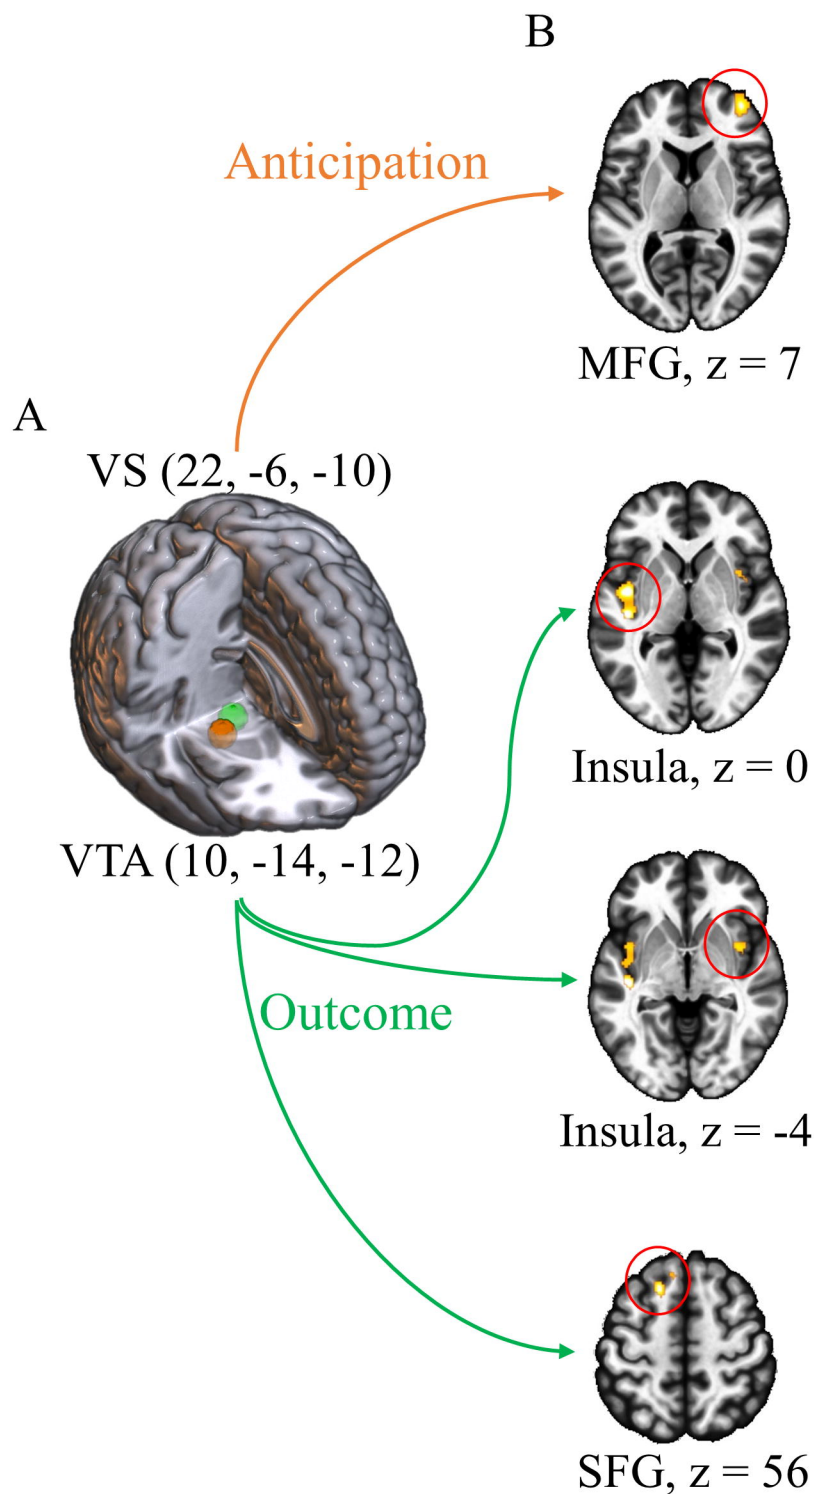 B
Anticipation
MFG, z = 7
A
VS (22, -6, -10)
Insula, z = 0
VTA (10, -14, -12)
Outcome
Insula, z = -4
SFG, z = 56